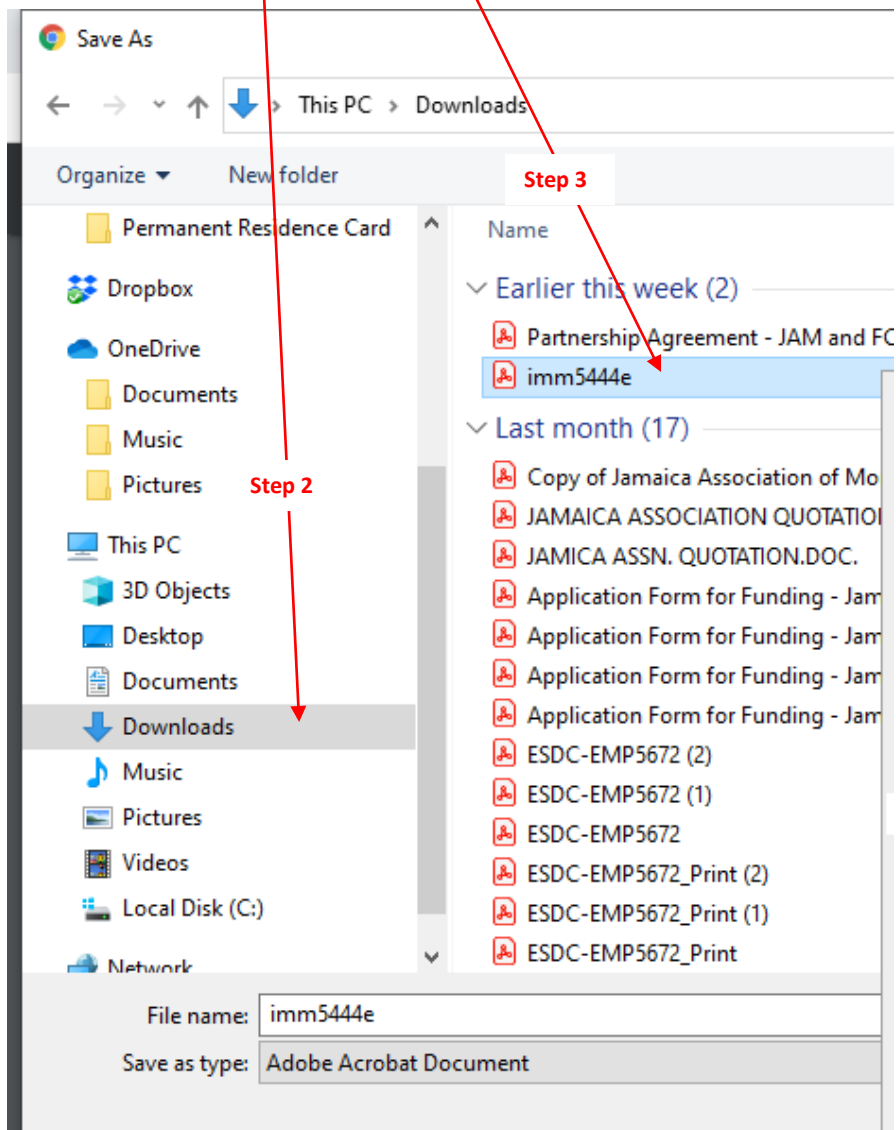 Save As
This PC > Downloads
Organize New folder
Step 3
Permanent Residence Card
Dropbox
OneDrive
Documents
Music
Pictures
Step 2
This PC
3D Objects
Desktop
Documents
Downloads
Music
Pictures
Videos
Local Disk (C:)
Network
Name
Earlier this week (2)
Partnership Agreement - JAM and FC
imm5444e
Last month (17)
Copy of Jamaica Association of Mo
JAMAICA ASSOCIATION QUOTATIO
JAMICA ASSN. QUOTATION.DOC.
Application Form for Funding - Jam
Application Form for Funding - Jam
Application Form for Funding - Jam
Application Form for Funding - Jam
ESDC-EMP5672 (2)
ESDC-EMP5672 (1)
ESDC-EMP5672
ESDC-EMP5672_Print (2)
ESDC-EMP5672_Print (1)
ESDC-EMP5672_Print
File name: imm5444e
Save as type: Adobe Acrobat Document